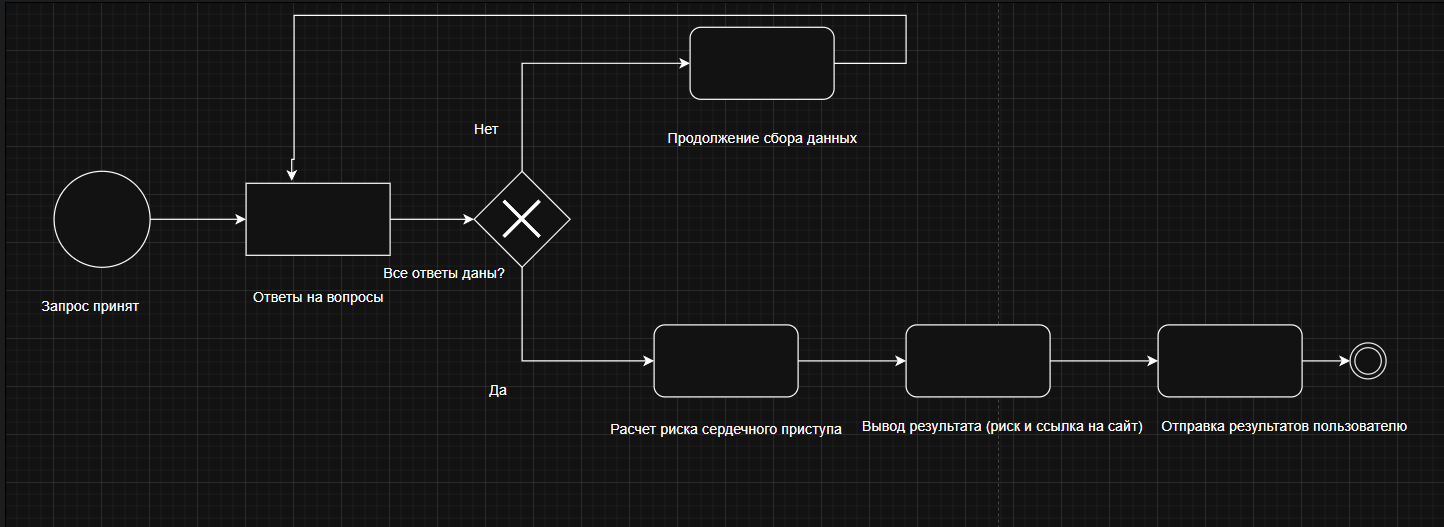 Нет
Продолжение сбора данных
Все ответы даны?
Ответы на вопросы
Запрос принят
Да
Расчет риска сердечного приступа
Вывод результата (риск и ссылка на сайт)
Отправка результатов пользователю